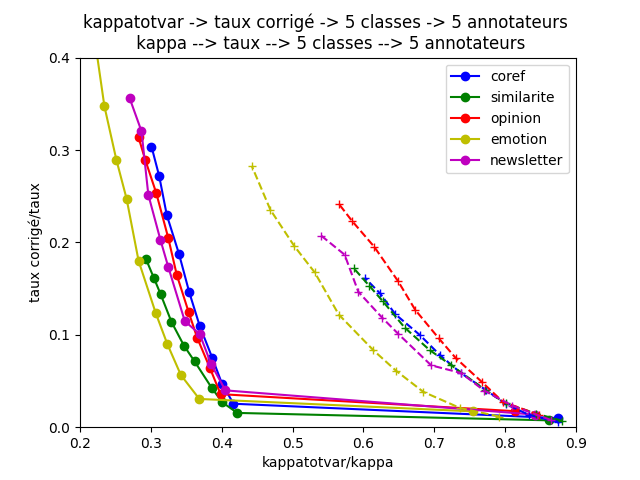 kappatotvar -> taux corrigé -> 5 classes -> 5 annotateurs
kappa --> taux --> 5 classes --> 5 annotateurs
0.4
0.3
0.2
0.1
0.0
taux corrigé/taux
coref
similarite
opinion
emotion
newsletter
0.2 0.3 0.4 0.5 0.6 0.7 0.8 0.9
kappatotvar/kappa